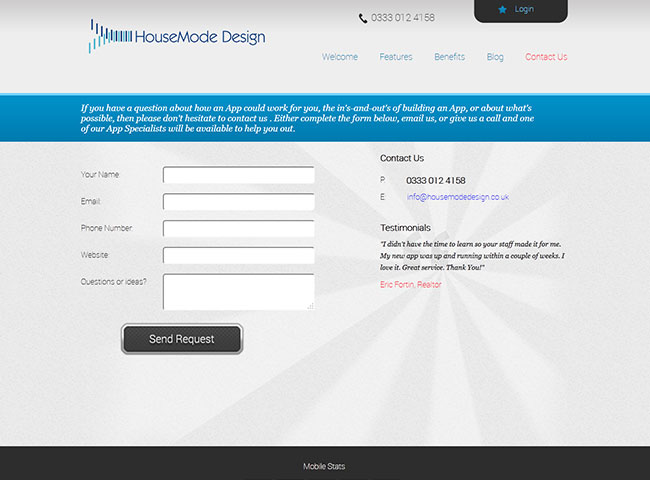 Login
0333 012 4158
HouseMode Design
Welcome Features Benefits Blog Contact Us
If you have a question about how an App could work for you, the in's-and-out's of building an App, or about what's
possible, then please don't hesitate to contact us . Either complete the form below, email us, or give us a call and one
of our App Specialists will be available to help you out.
Your Name:
Email:
Phone Number:
Website:
Questions or ideas?
Send Request
Contact Us
P. 0333 012 4158
E. info@housemodedesign.co.uk
Testimonials
"I didn't have the time to learn so your staff made it for me.
My new app was up and running within a couple of weeks. I
love it. Great service. Thank You!"
Eric Fortin, Realtor
Mobile Stats